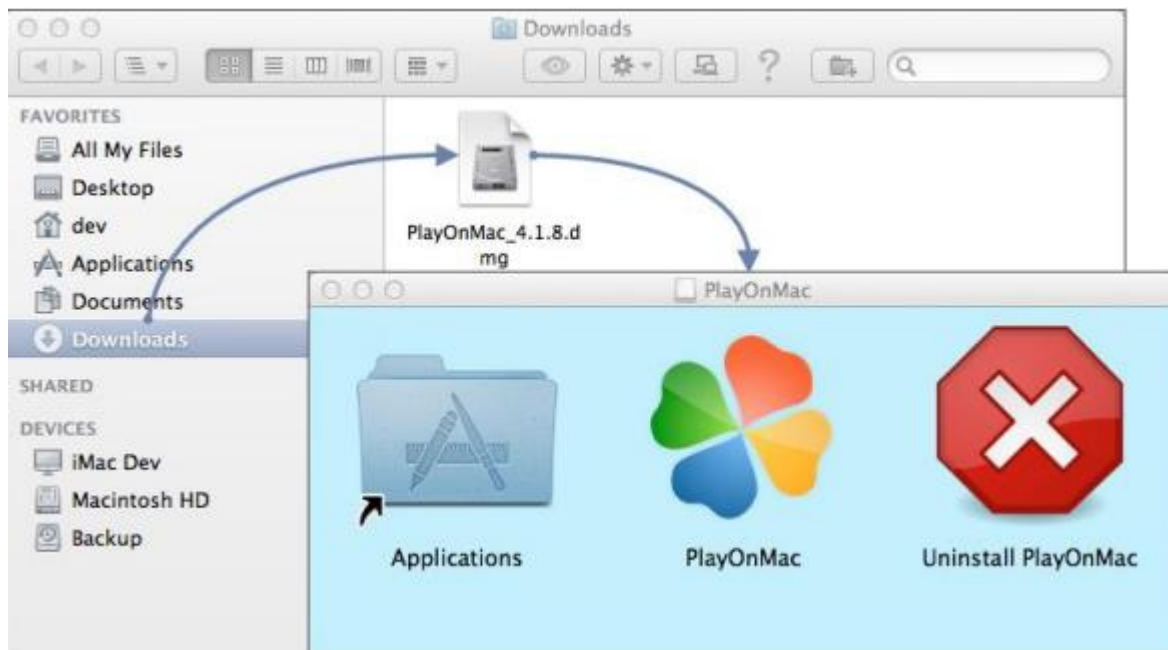 Downloads
?
FAVORITES
All My Files
Desktop
dev
Applications
Documents
Downloads
SHARED
DEVICES
iMac Dev
Macintosh HD
Backup
PlayOnMac_4.1.8.d
mg
PlayOnMac
Applications
PlayOnMac
Uninstall PlayOnMac